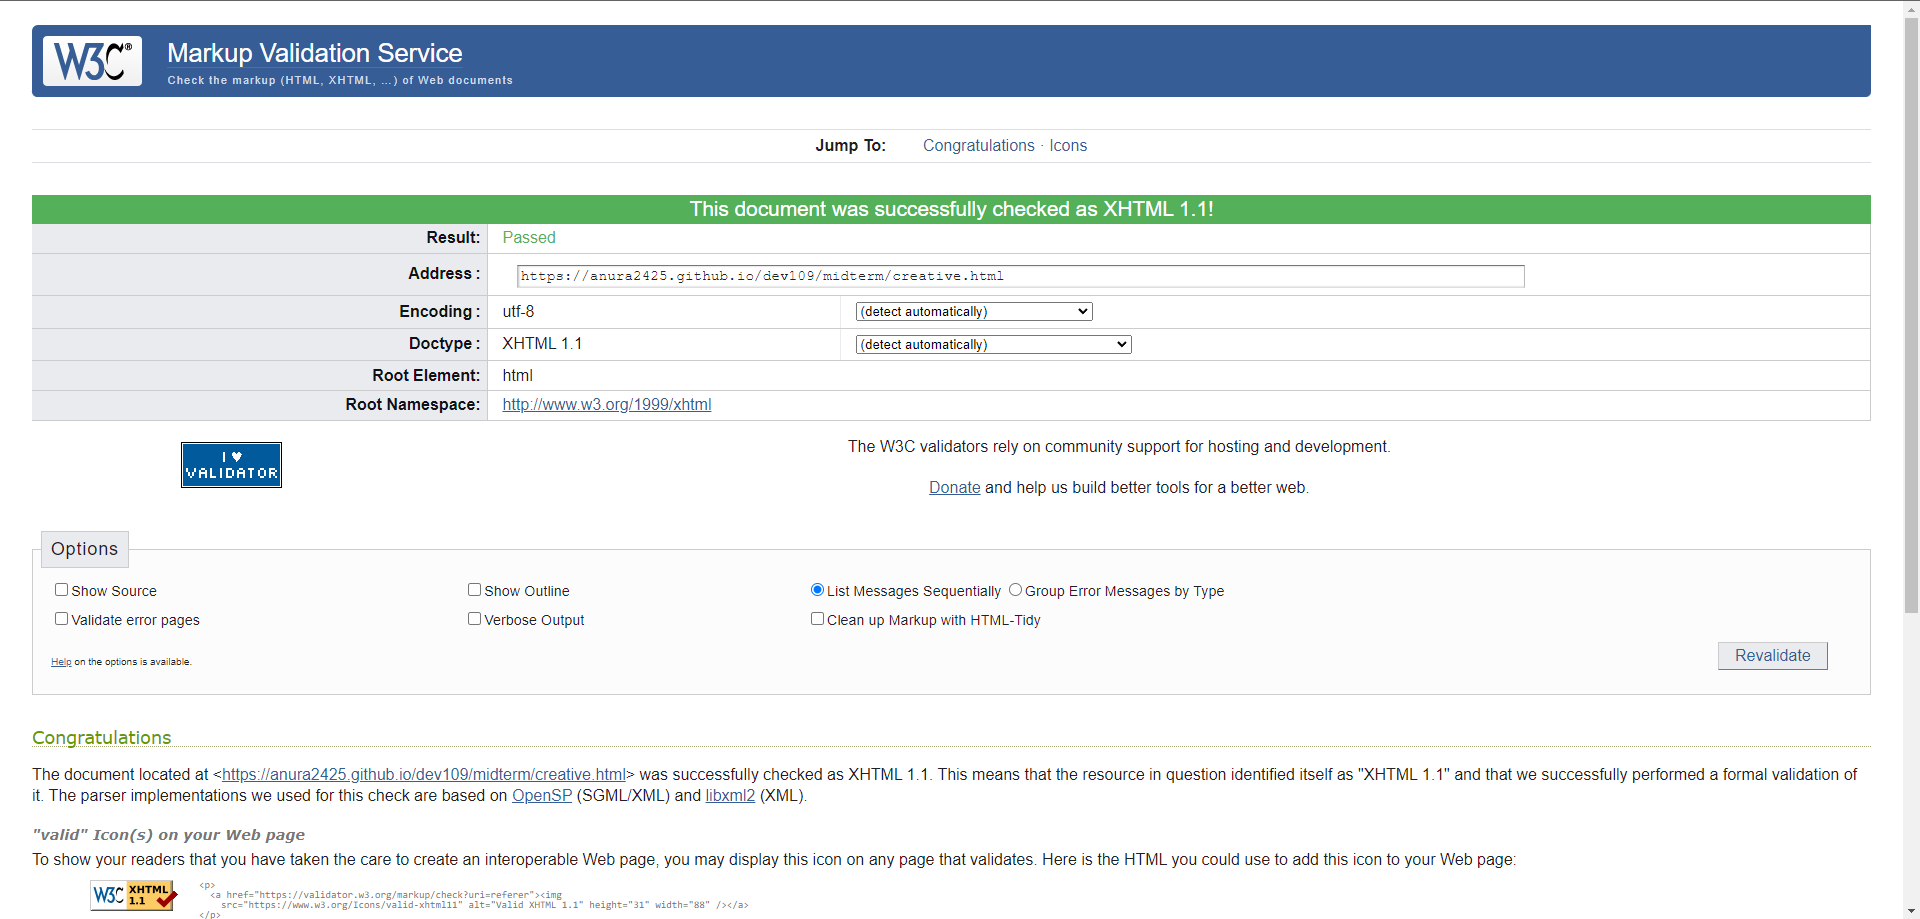 W3C®
Markup Validation Service
Check the markup (HTML, XHTML, ...) of Web documents
Jump To: Congratulations · Icons
This document was successfully checked as XHTML 1.1!
Result: Passed
Address : https://anura2425.github.io/dev109/midterm/creative.html
Encoding : utf-8 (detect automatically)
Doctype : XHTML 1.1 (detect automatically)
Root Element: html
Root Namespace: http://www.w3.org/1999/xhtml
I ♥
VALIDATOR
The W3C validators rely on community support for hosting and development.
Donate and help us build better tools for a better web.
Options
Show Source Show Outline List Messages Sequentially Group Error Messages by Type
Validate error pages Verbose Output Clean up Markup with HTML-Tidy
Help on the options is available.
Revalidate
Congratulations
The document located at <https://anura2425.github.io/dev109/midterm/creative.html> was successfully checked as XHTML 1.1. This means that the resource in question identified itself as "XHTML 1.1" and that we successfully performed a formal validation of
it. The parser implementations we used for this check are based on OpenSP (SGML/XML) and libxml2 (XML).
"valid" Icon(s) on your Web page
To show your readers that you have taken the care to create an interoperable Web page, you may display this icon on any page that validates. Here is the HTML you could use to add this icon to your Web page:
W3C XHTML 1.1
<p>
<a href="https://validator.w3.org/markup/check?uri=referer"><img
src="https://www.w3.org/Icons/valid-xhtml11" alt="Valid XHTML 1.1" height="31" width="88" /></a>
</p>